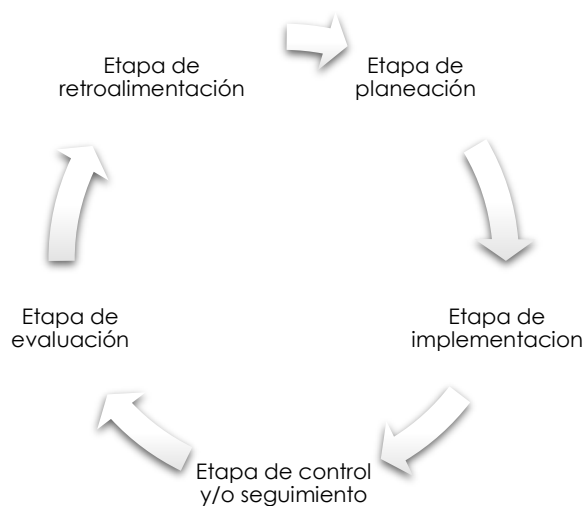 Etapa de
retroalimentación
Etapa de
planeación
Etapa de
implementacion
Etapa de control
y/o seguimiento
Etapa de
evaluación